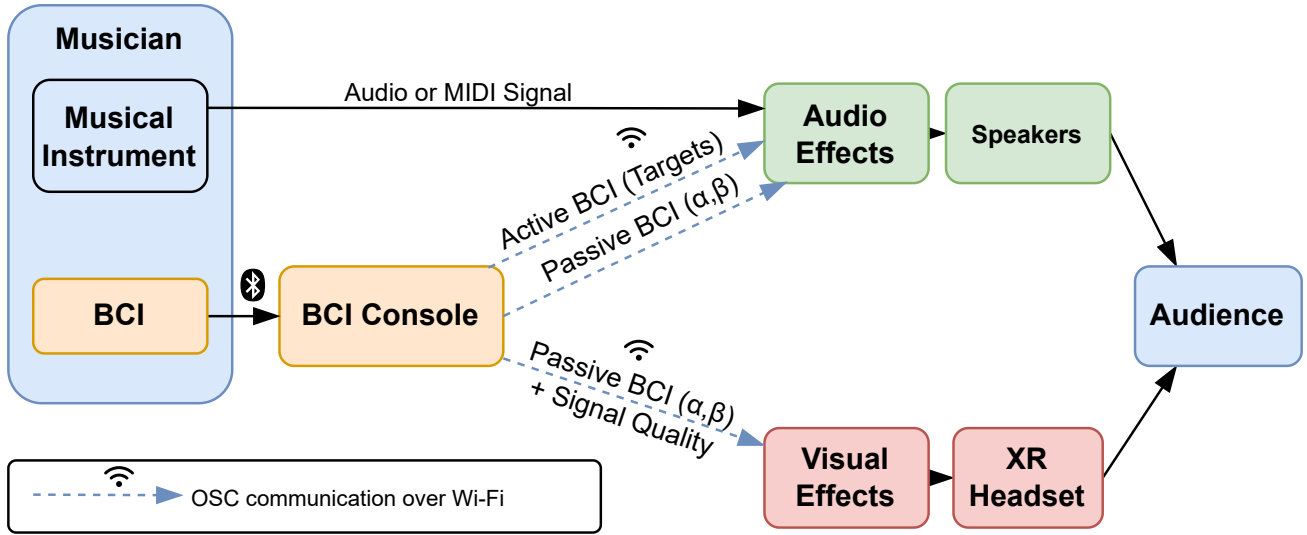 Musician
Musical
Instrument
Audio or MIDI Signal
Audio
Effects
Speakers
Active BCI (Targets)
Passive BCI (α,β)
BCI
BCI Console
Audience
Passive BCI (α,β)
+ Signal Quality
Visual
Effects
XR
Headset
OSC communication over Wi-Fi